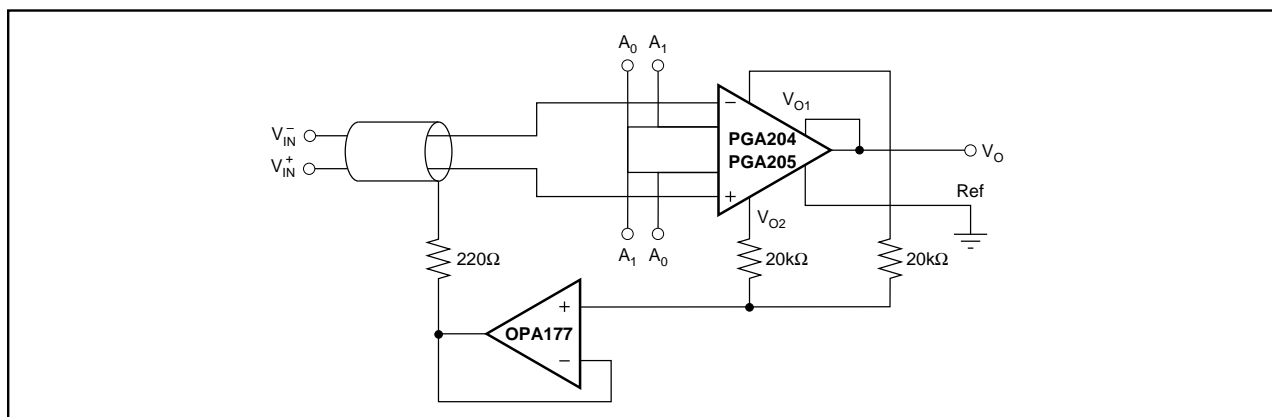 A0 A1
VO1
V−IN
V+IN
−
PGA204
PGA205
+
VO
Ref
VO2
A1 A0
220Ω
20kΩ
20kΩ
+
OPA177
−